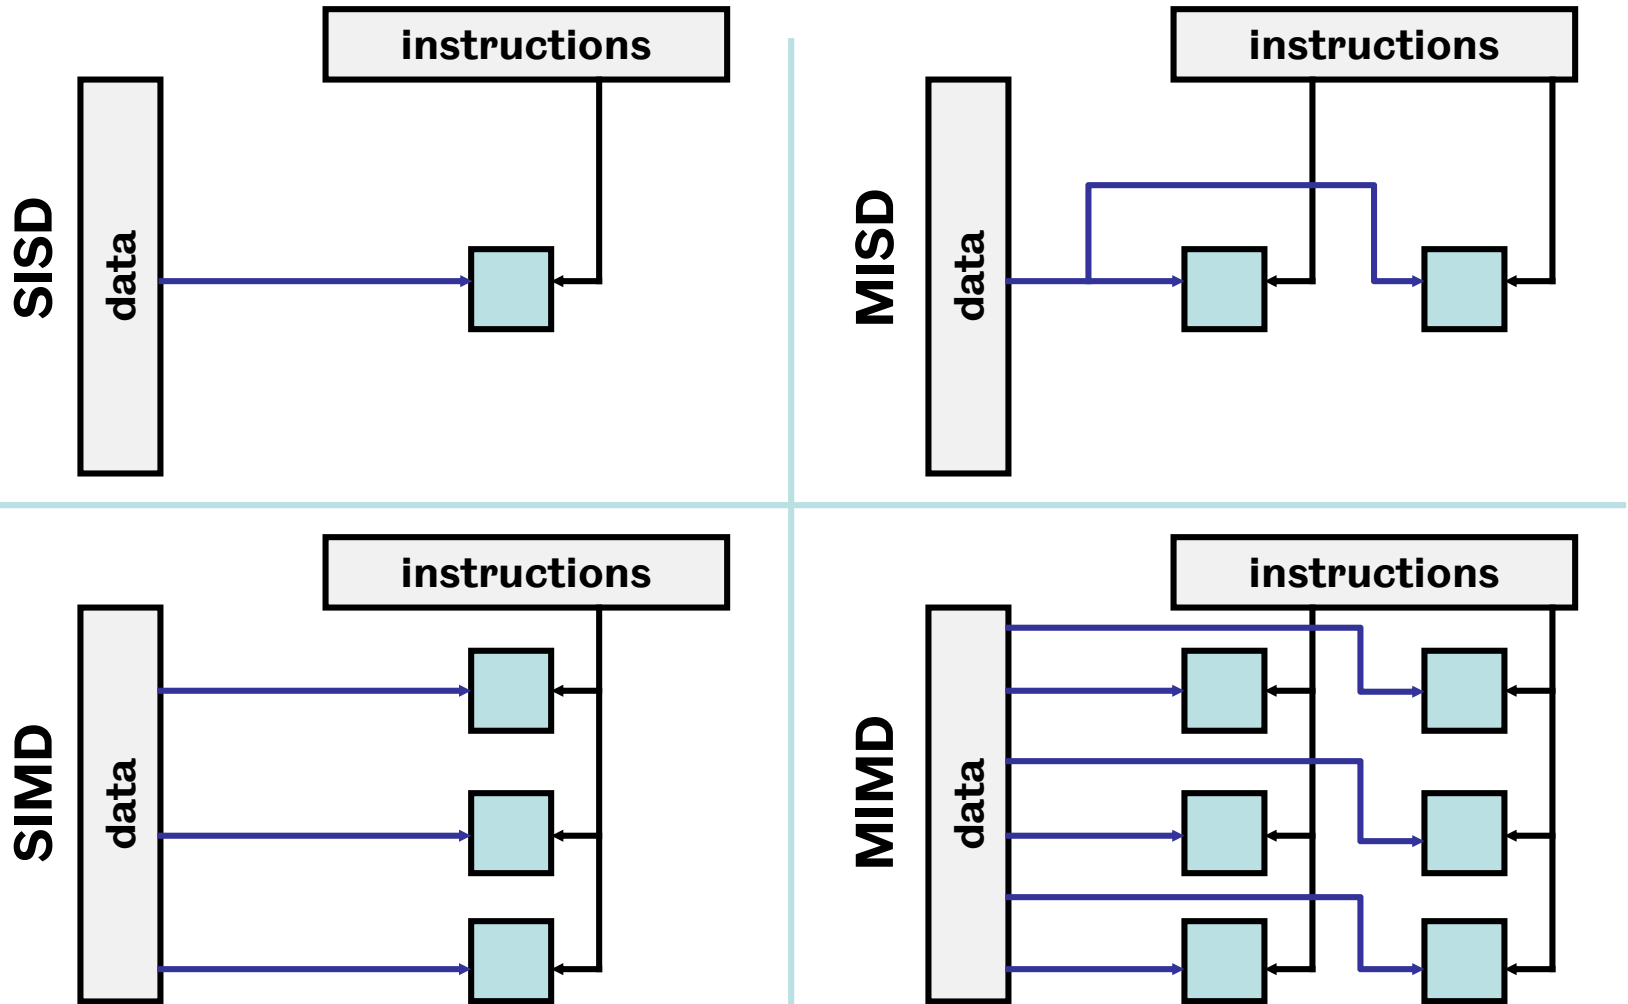 instructions
SISD
data
instructions
MISD
data
instructions
SIMD
data
instructions
MIMD
data